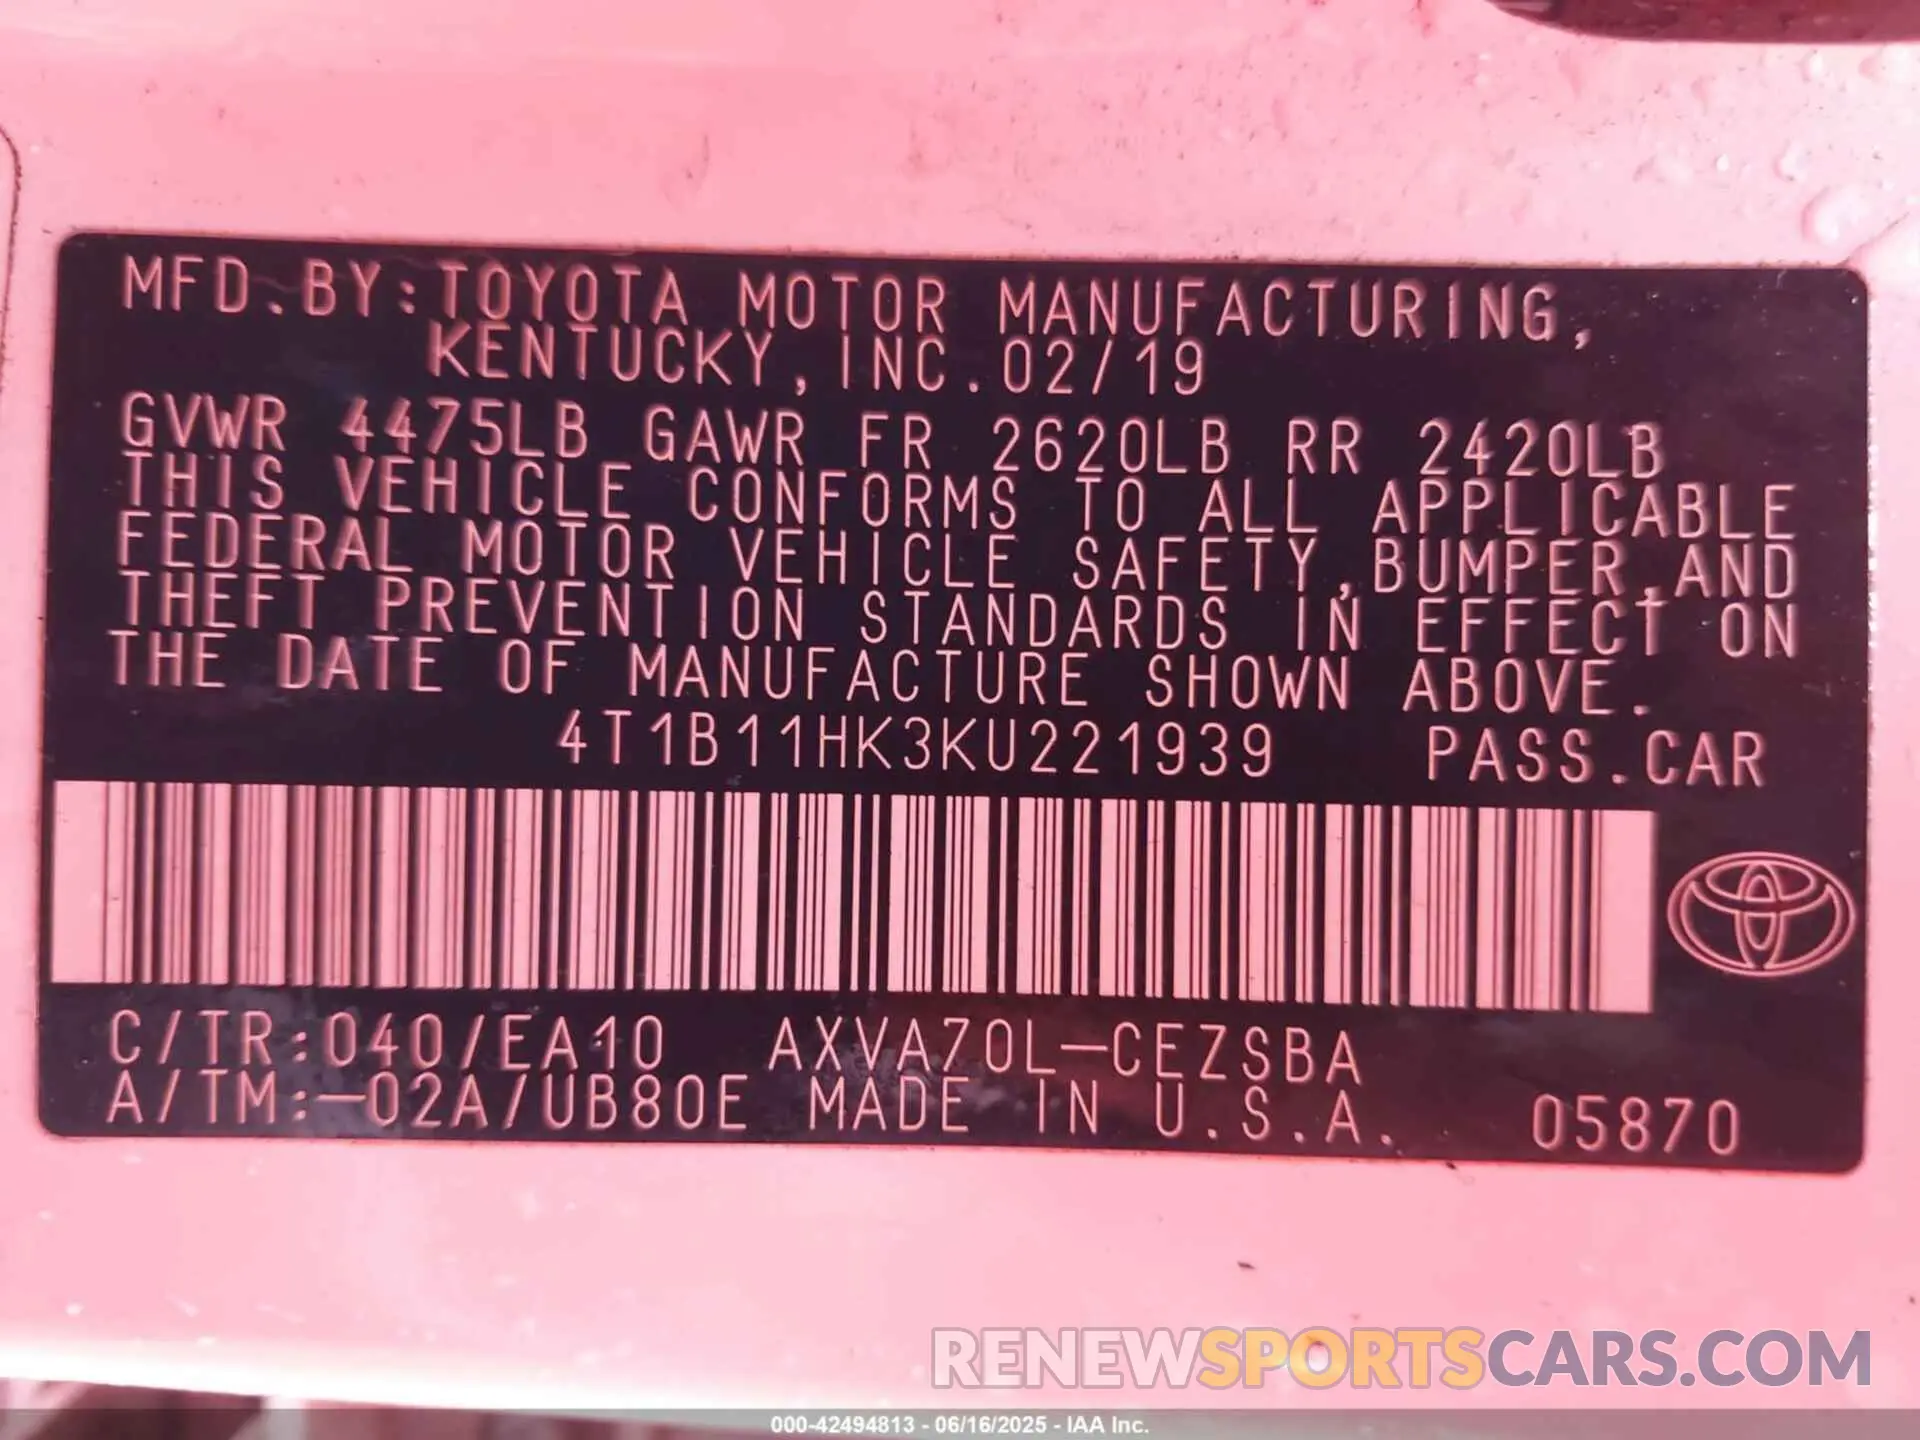 MFD.BY:TOYOTA MOTOR MANUFACTURING,
KENTUCKY,INC.02/19
GVWR 4475LB GAWR FR 2620LB RR 2420LB
THIS VEHICLE CONFORMS TO ALL APPLICABLE
FEDERAL MOTOR VEHICLE SAFETY,BUMPER,AND
THEFT PREVENTION STANDARDS IN EFFECT ON
THE DATE OF MANUFACTURE SHOWN ABOVE.
4T1B11HK3KU221939 PASS.CAR
C/TR:040/EA10 AXVA70L-CEZSBA
A/TM:-02A/UB80E MADE IN U.S.A. 05870
RENEWSPORTSCARS.COM
000-42494813 - 06/16/2025 - IAA Inc.